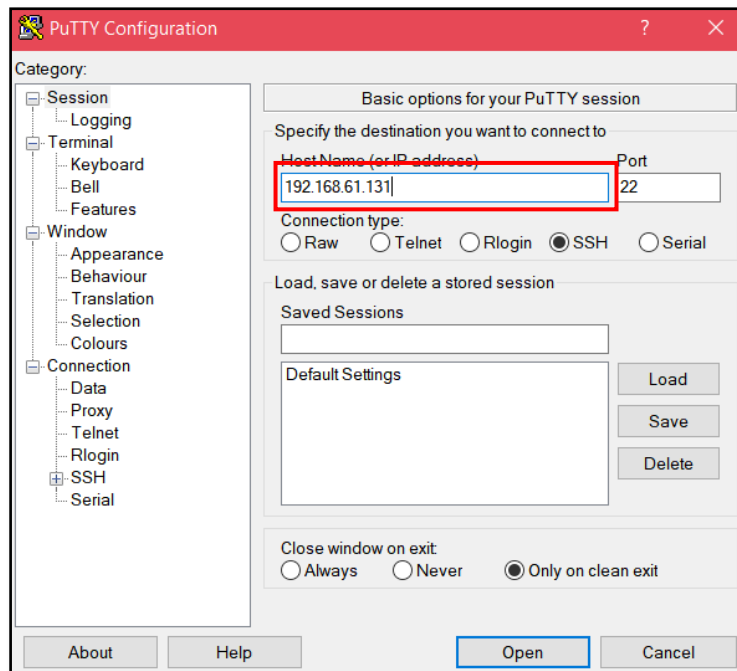 PuTTY Configuration
?
Category:
Session
Logging
Terminal
Keyboard
Bell
Features
Window
Appearance
Behaviour
Translation
Selection
Colours
Connection
Data
Proxy
Telnet
Rlogin
SSH
Serial
Basic options for your PuTTY session
Specify the destination you want to connect to
Host Name (or IP address) Port
192.168.61.131 22
Connection type:
Raw Telnet Rlogin SSH Serial
Load, save or delete a stored session
Saved Sessions
Default Settings
Load
Save
Delete
Close window on exit:
Always Never Only on clean exit
About Help Open Cancel